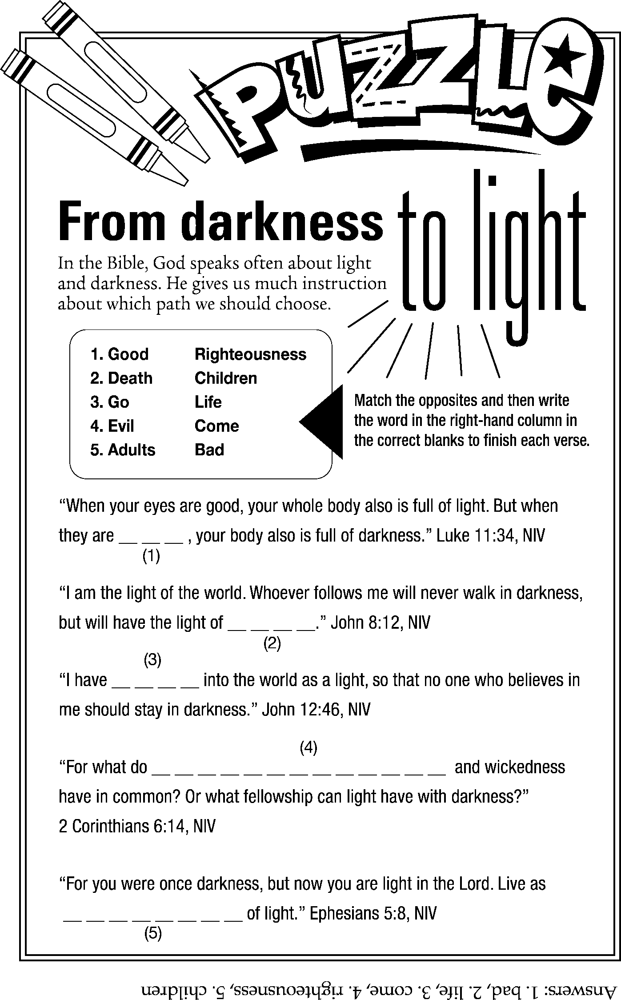 PUZZLE
From darkness to light
In the Bible, God speaks often about light
and darkness. He gives us much instruction
about which path we should choose.
1. Good Righteousness
2. Death Children
3. Go Life
4. Evil Come
5. Adults Bad
Match the opposites and then write
the word in the right-hand column in
the correct blanks to finish each verse.
“When your eyes are good, your whole body also is full of light. But when
they are __ __ __ , your body also is full of darkness.” Luke 11:34, NIV
(1)
“I am the light of the world. Whoever follows me will never walk in darkness,
but will have the light of __ __ __ __.” John 8:12, NIV
(2)
(3)
“I have __ __ __ __ into the world as a light, so that no one who believes in
me should stay in darkness.” John 12:46, NIV
(4)
“For what do __ __ __ __ __ __ __ __ __ __ __ __ __ and wickedness
have in common? Or what fellowship can light have with darkness?”
2 Corinthians 6:14, NIV
“For you were once darkness, but now you are light in the Lord. Live as
__ __ __ __ __ __ __ __ of light.” Ephesians 5:8, NIV
(5)
Answers: 1. bad, 2. life, 3. come, 4. righteousness, 5. children